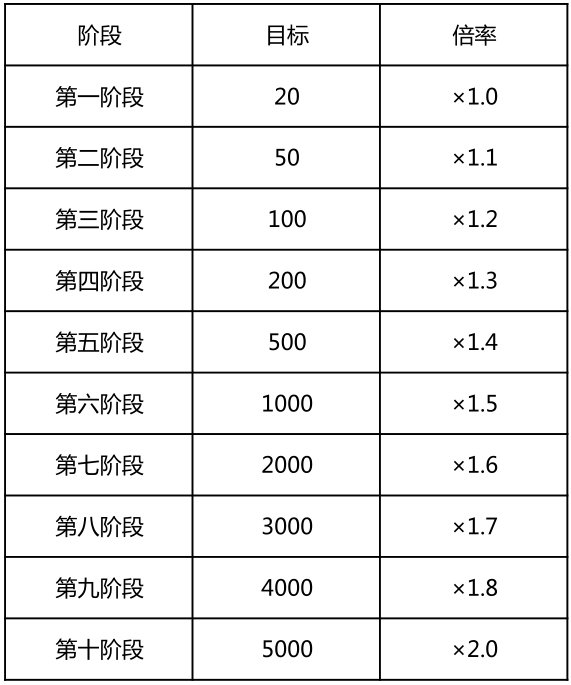 阶段 目标 倍率
第一阶段 20 ×1.0
第二阶段 50 ×1.1
第三阶段 100 ×1.2
第四阶段 200 ×1.3
第五阶段 500 ×1.4
第六阶段 1000 ×1.5
第七阶段 2000 ×1.6
第八阶段 3000 ×1.7
第九阶段 4000 ×1.8
第十阶段 5000 ×2.0